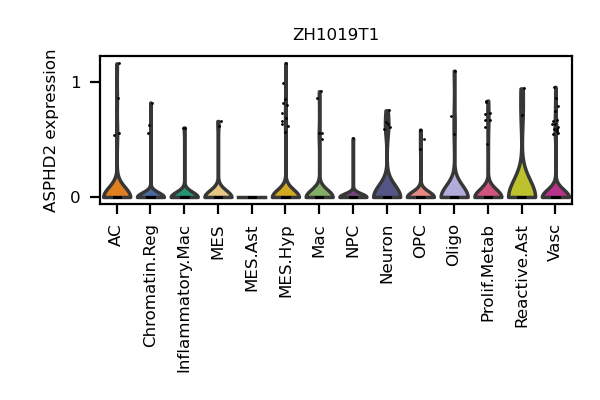 ZH1019T1
ASPHD2 expression
1
0
AC
Chromatin.Reg
Inflammatory.Mac
MES
MES.Ast
MES.Hyp
Mac
NPC
Neuron
OPC
Oligo
Prolif.Metab
Reactive.Ast
Vasc